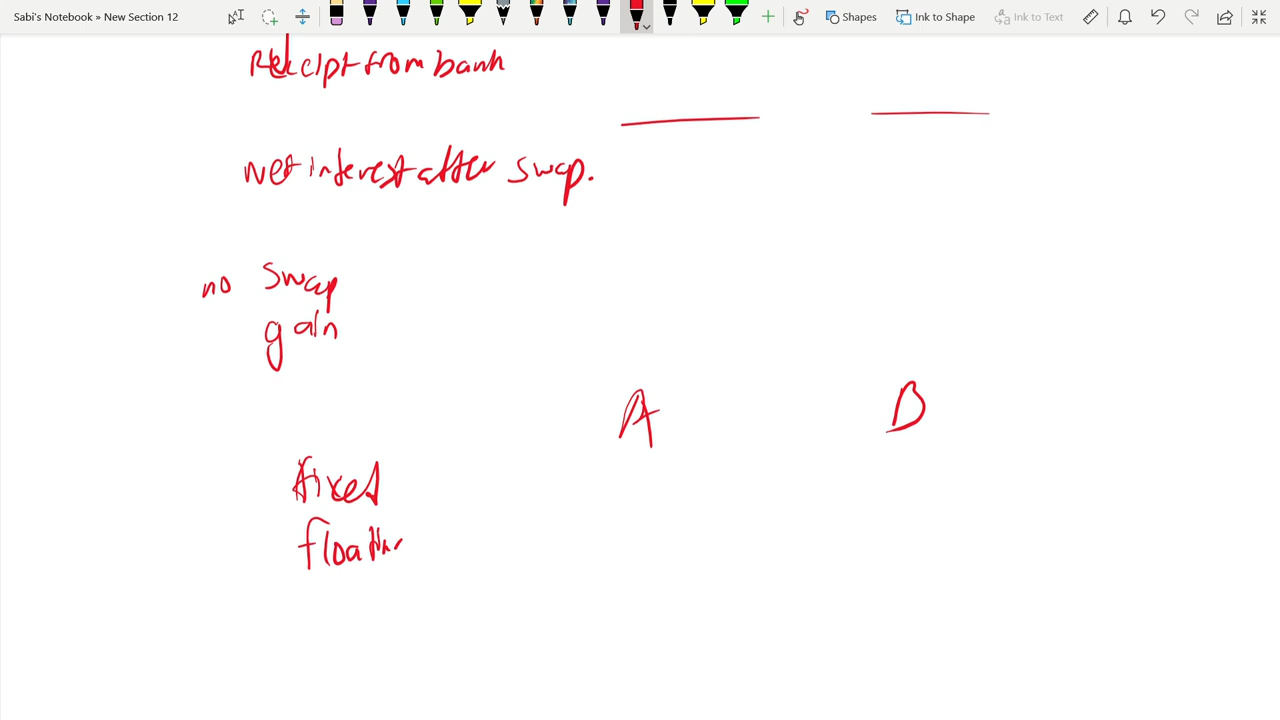 Sabi's Notebook » New Section 12
Shapes
Ink to Shape
Ink to Text
Receipt from bank
Net interest after swap.
no swap
gain
A B
fixed
floatin